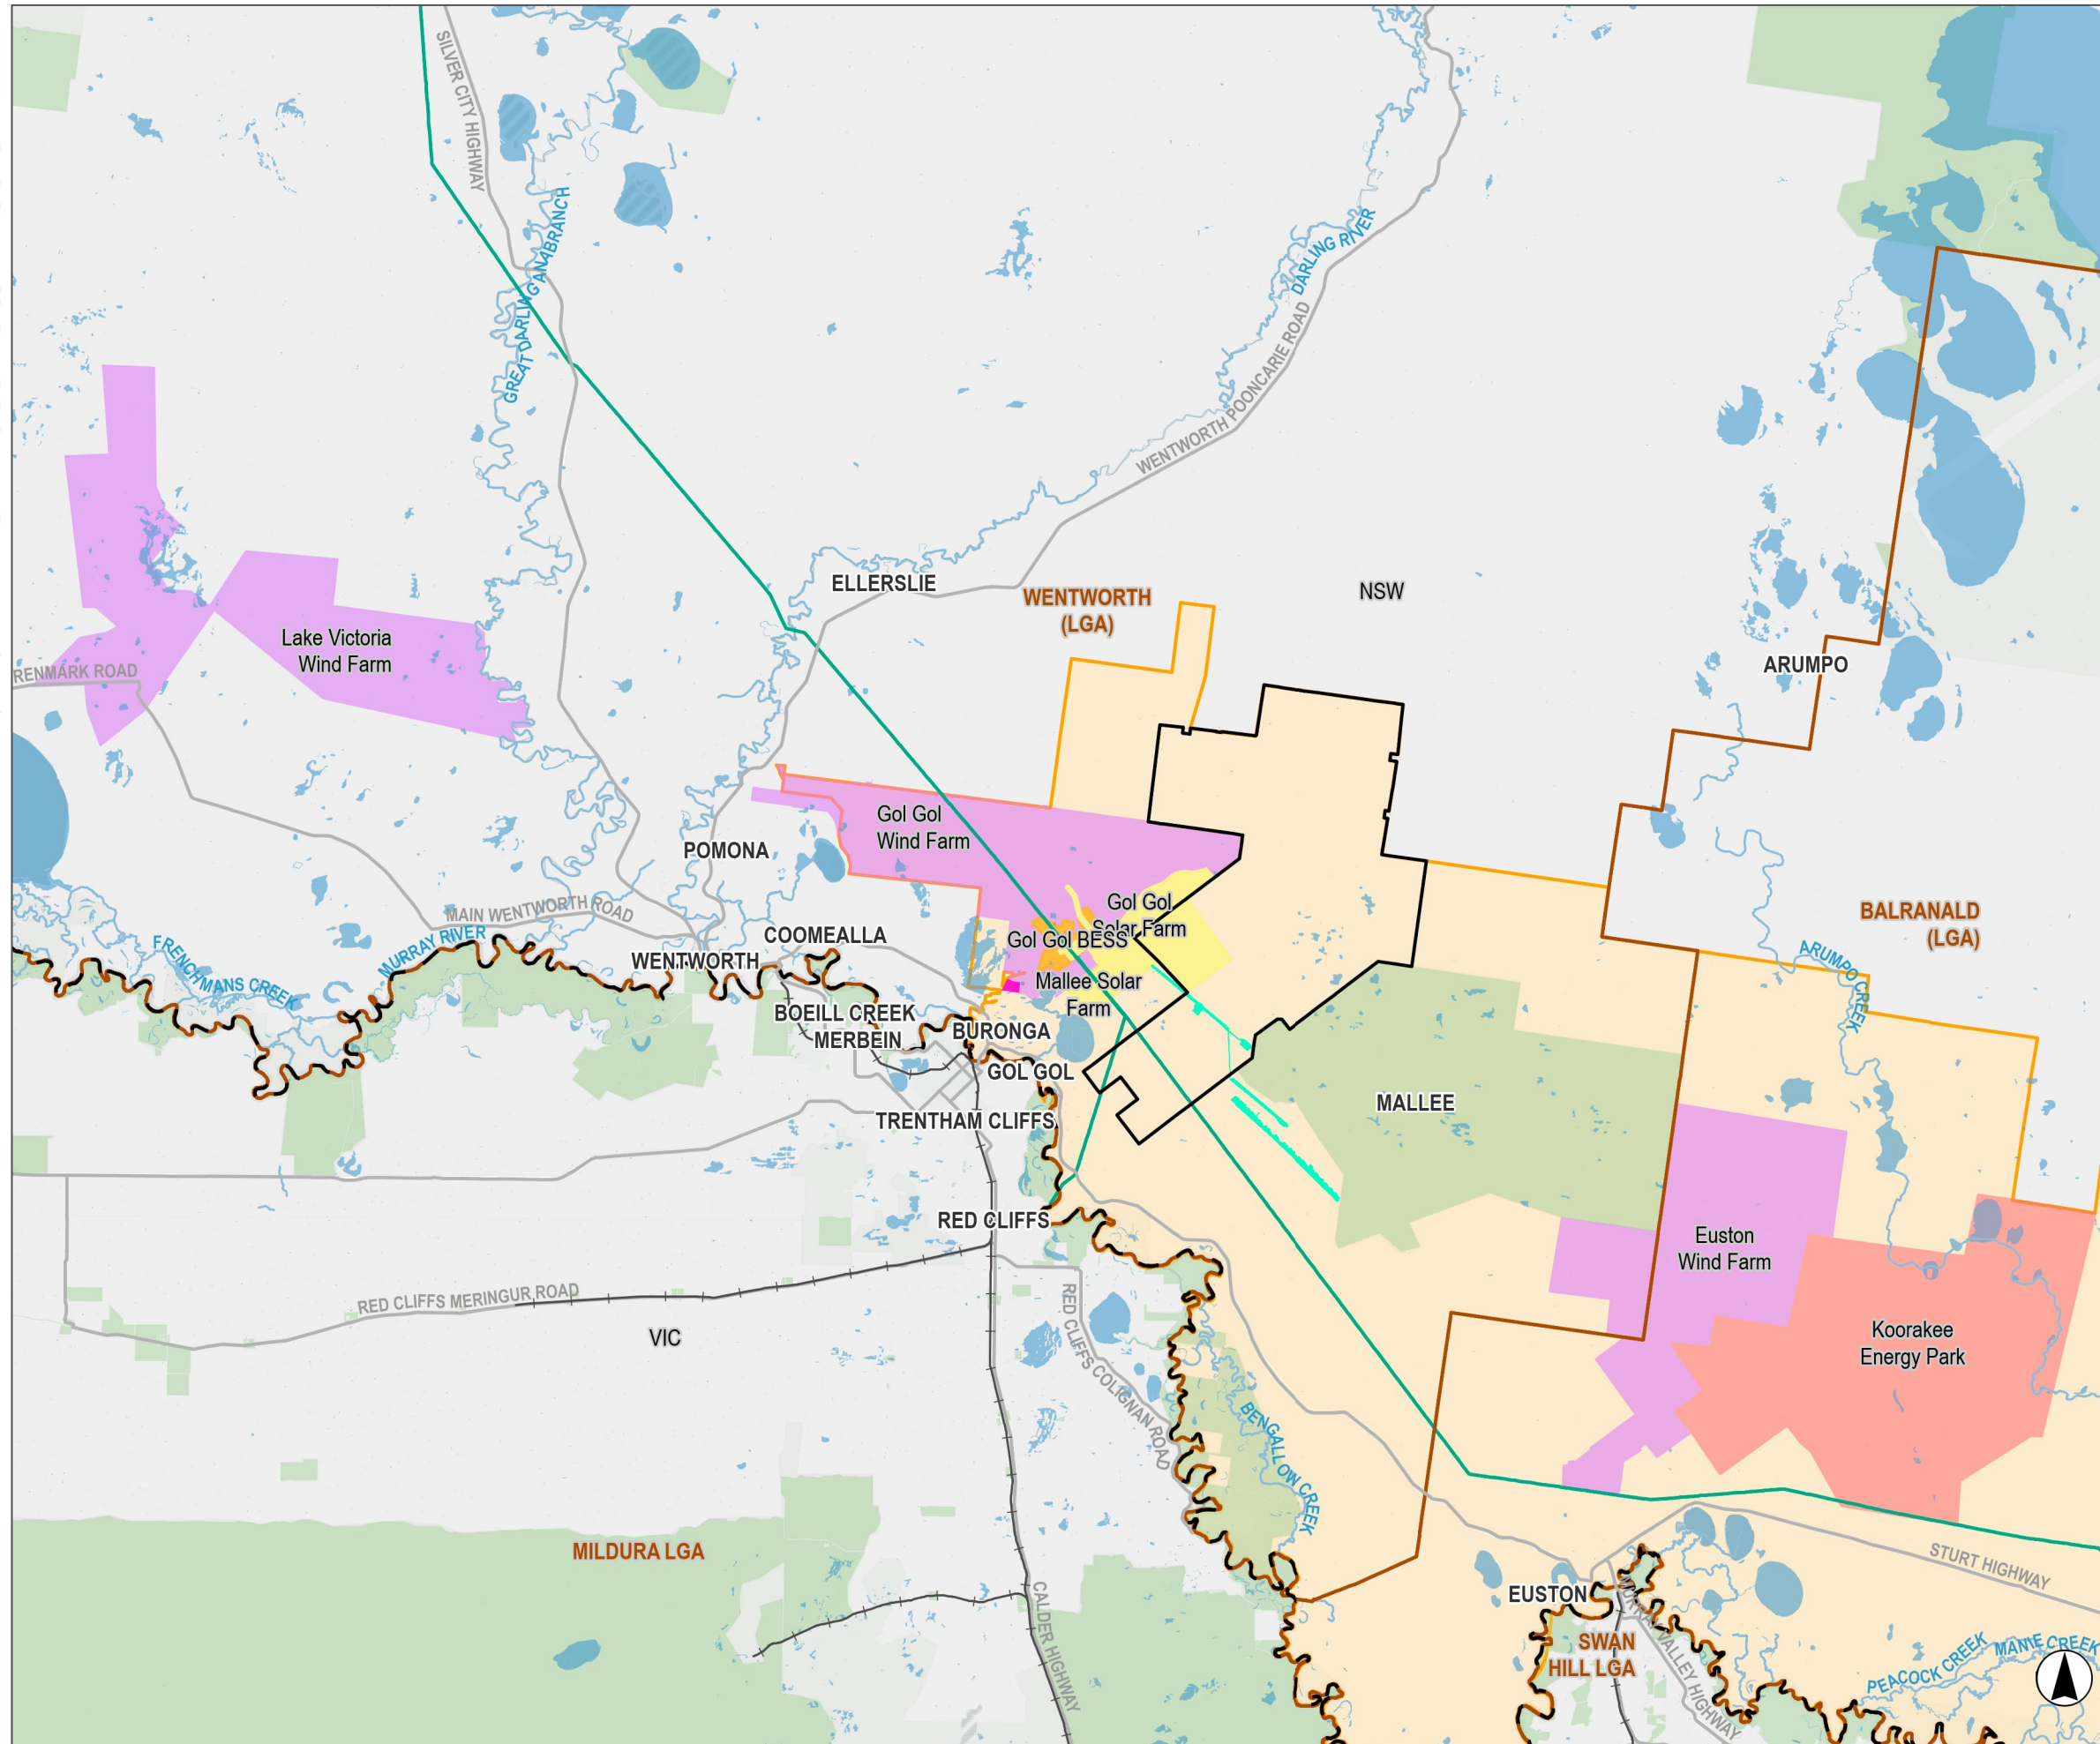 SILVER CITY HIGHWAY
GREAT DARLING ANABRANCH
DARLING RIVER
WENTWORTH POONCARIE ROAD
ELLERSLIE
WENTWORTH
(LGA)
NSW
Lake Victoria
Wind Farm
RENMARK ROAD
ARUMPO
Gol Gol
Wind Farm
POMONA
MAIN WENTWORTH ROAD
Gol Gol
Solar Farm
BALRANALD
(LGA)
FRENCHMANS CREEK
MURRAY RIVER
COOMEALLA
WENTWORTH
Gol Gol BESS
ARUMPO CREEK
Mallee Solar
Farm
BOEILL CREEK
MERBEIN
BURONGA
GOL GOL
TRENTHAM CLIFFS
MALLEE
RED CLIFFS
Euston
Wind Farm
RED CLIFFS MERINGUR ROAD
VIC
RED CLIFFS COLIGNAN ROAD
Koorakee
Energy Park
BENGALLOW CREEK
MILDURA LGA
STURT HIGHWAY
CALDER HIGHWAY
EUSTON
MURRAY VALLEY HIGHWAY
SWAN
HILL LGA
PEACOCK CREEK
MANIE CREEK